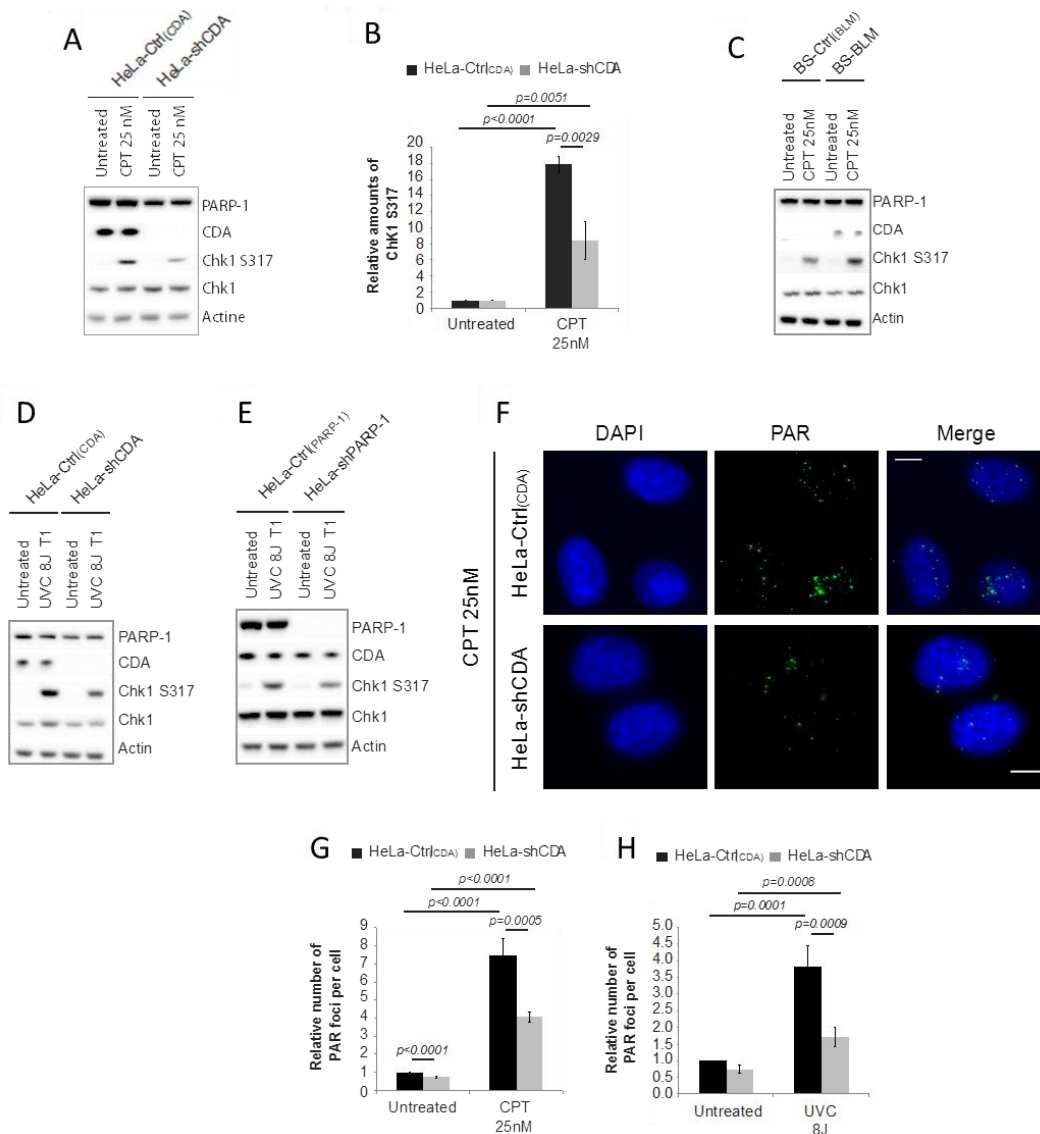 A
HeLa-Ctrl(CDA)
HeLa-shCDA
Untreated
CPT 25 nM
Untreated
CPT 25 nM
PARP-1
CDA
Chk1 S317
Chk1
Actine
B
HeLa-Ctrl(CDA) HeLa-shCDA
p=0.0051
p<0.0001
p=0.0029
Relative amounts of
ChK1 S317
20
18
16
14
12
10
8
6
4
2
0
Untreated CPT
25nM
C
BS-Ctrl(BLM)
BS-BLM
Untreated
CPT 25nM
Untreated
CPT 25nM
PARP-1
CDA
Chk1 S317
Chk1
Actin
D
HeLa-Ctrl(CDA)
HeLa-shCDA
Untreated
UVC 8J T1
Untreated
UVC 8J T1
PARP-1
CDA
Chk1 S317
Chk1
Actin
E
HeLa-Ctrl(PARP-1)
HeLa-shPARP-1
Untreated
UVC 8J T1
Untreated
UVC 8J T1
PARP-1
CDA
Chk1 S317
Chk1
Actin
F
DAPI PAR Merge
CPT 25nM
HeLa-Ctrl(CDA)
HeLa-shCDA
G
HeLa-Ctrl(CDA) HeLa-shCDA
p<0.0001
p<0.0001
p=0.0005
p<0.0001
Relative number of
PAR foci per cell
9
8
7
6
5
4
3
2
1
0
Untreated CPT
25nM
H
HeLa-Ctrl(CDA) HeLa-shCDA
p=0.0008
p=0.0001
p=0.0009
Relative number of
PAR foci per cell
5.0
4.5
4.0
3.5
3.0
2.5
2.0
1.5
1.0
0.5
0.0
Untreated UVC
8J